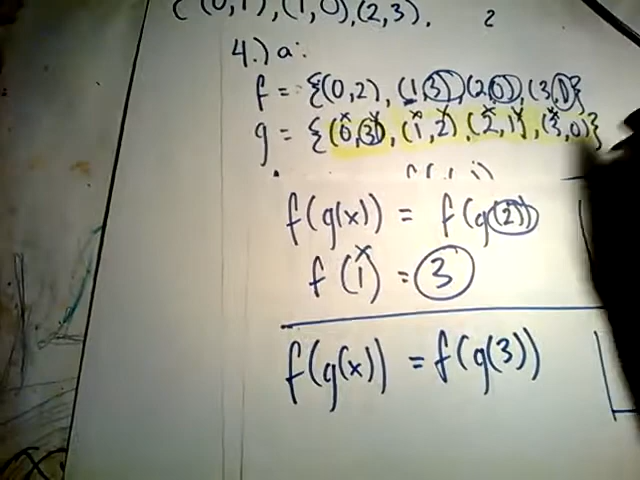 (0,1),(1,0),(2,3). 2
4.) a:
f = {(0,2), (1,3),(2,0),(3,1)}
g = {(0,3),(1,2),(2,1),(3,0)}
f(g(x)) = f(g(2))
f(1) = 3
f(g(x)) = f(g(3))